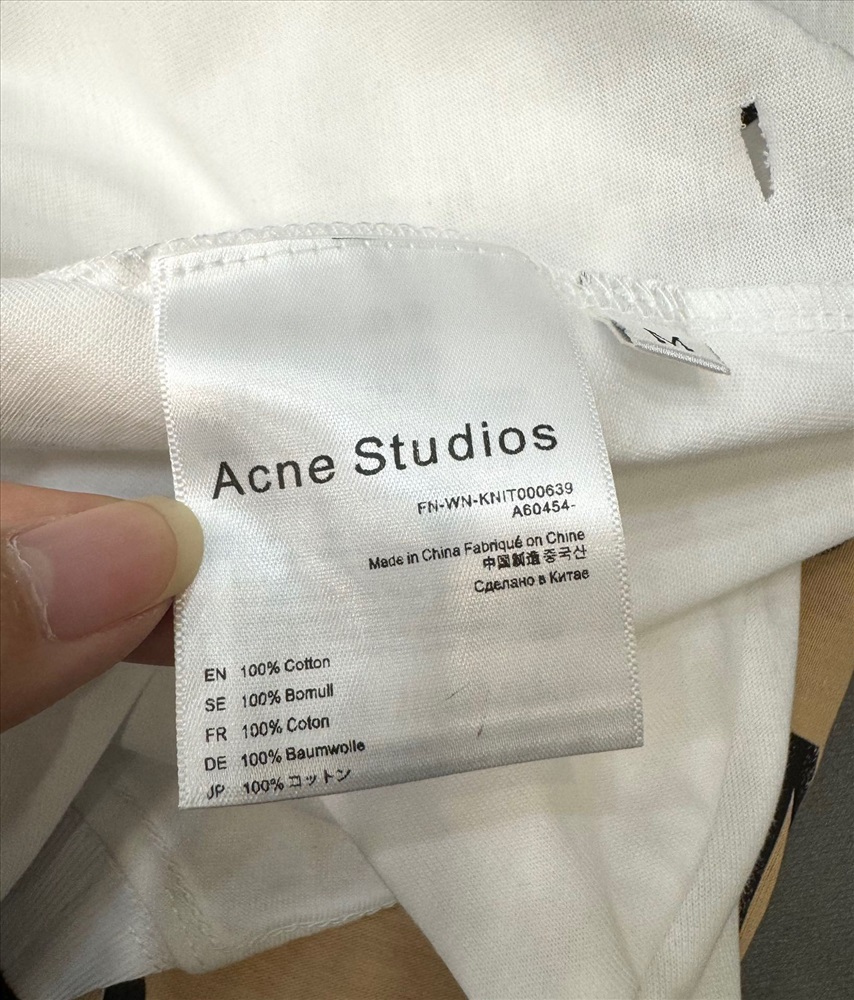 M
Acne Studios
FN-WN-KNIT000639
A60454-
Made in China Fabriqué on Chine
中国製造 중국산
Сделано в Китае
EN 100% Cotton
SE 100% Bomull
FR 100% Coton
DE 100% Baumwolle
JP 100% コットン